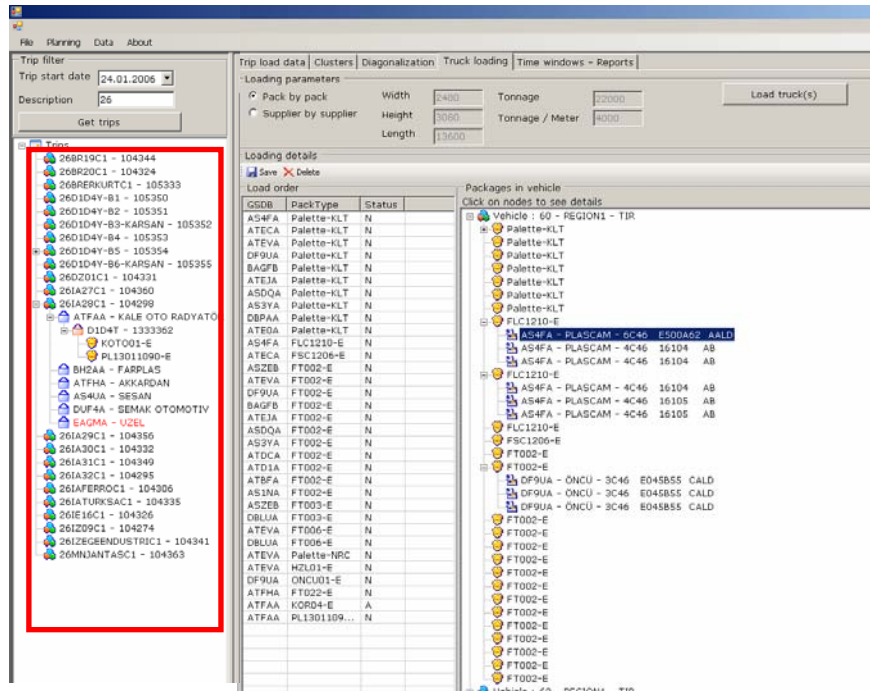 File Planning Data About
Trip filter
Trip start date 24.01.2006
Description 26
Get trips
Trips
26BR19C1 - 104344
26BR20C1 - 104324
26BRERKURTC1 - 105333
26D1D4Y-B1 - 105350
26D1D4Y-B2 - 105351
26D1D4Y-B3-KARSAN - 105352
26D1D4Y-B4 - 105353
26D1D4Y-B5 - 105354
26D1D4Y-B6-KARSAN - 105355
26DZ01C1 - 104331
26IA27C1 - 104360
26IA28C1 - 104298
ATFAA - KALE OTO RADYATÖ
D1D4T - 1333362
KOTO01-E
PL13011090-E
BH2AA - FARPLAS
ATFHA - AKKARDAN
AS4UA - SESAN
DUF4A - SEMAK OTOMOTIV
EAGMA - UZEL
26IA29C1 - 104356
26IA30C1 - 104332
26IA31C1 - 104349
26IA32C1 - 104295
26IAFERROC1 - 104306
26IATURKSAC1 - 104335
26IE16C1 - 104326
26IZ09C1 - 104274
26IZEGEENDUSTRIC1 - 104341
26MNJANTASC1 - 104363
Trip load data Clusters Diagonalization Truck loading Time windows - Reports
Loading parameters
Pack by pack Width 2480 Tonnage 22000 Load truck(s)
Supplier by supplier Height 3060 Tonnage / Meter 4000
Length 13600
Loading details
Save Delete
Load order
GSDB PackType Status
AS4FA Palette-KLT N
ATECA Palette-KLT N
ATEVA Palette-KLT N
DF9UA Palette-KLT N
BAGFB Palette-KLT N
ATEJA Palette-KLT N
ASDQA Palette-KLT N
AS3YA Palette-KLT N
DBPAA Palette-KLT N
ATE0A Palette-KLT N
AS4FA FLC1210-E N
ATECA FSC1206-E N
ASZEB FT002-E N
ATEVA FT002-E N
DF9UA FT002-E N
BAGFB FT002-E N
ATEJA FT002-E N
ASDQA FT002-E N
AS3YA FT002-E N
ATDCA FT002-E N
ATD1A FT002-E N
ATBFA FT002-E N
AS1NA FT002-E N
ASZEB FT003-E N
DBLUA FT003-E N
ATEVA FT006-E N
DBLUA FT006-E N
ATEVA Palette-NRC N
ATEVA HZL01-E N
DF9UA ONCU01-E N
ATFHA FT022-E N
ATFAA KORD4-E A
ATFAA PL1301109... N
Packages in vehicle
Click on nodes to see details
Vehicle : 60 - REGION1 - TIR
Palette-KLT
Palette-KLT
Palette-KLT
Palette-KLT
Palette-KLT
Palette-KLT
Palette-KLT
FLC1210-E
AS4FA - PLASCAM - 6C46 E500A62 AALD
AS4FA - PLASCAM - 4C46 16104 AB
AS4FA - PLASCAM - 4C46 16104 AB
FLC1210-E
AS4FA - PLASCAM - 4C46 16104 AB
AS4FA - PLASCAM - 4C46 16105 AB
AS4FA - PLASCAM - 4C46 16105 AB
FLC1210-E
FSC1206-E
FT002-E
FT002-E
DF9UA - ÖNCÜ - 3C46 E045B55 CALD
DF9UA - ÖNCÜ - 3C46 E045B55 CALD
DF9UA - ÖNCÜ - 3C46 E045B55 CALD
FT002-E
FT002-E
FT002-E
FT002-E
FT002-E
FT002-E
FT002-E
FT002-E
FT002-E
FT002-E
FT002-E
FT002-E
FT002-E
Vehicle : 60 - REGION1 - TIR